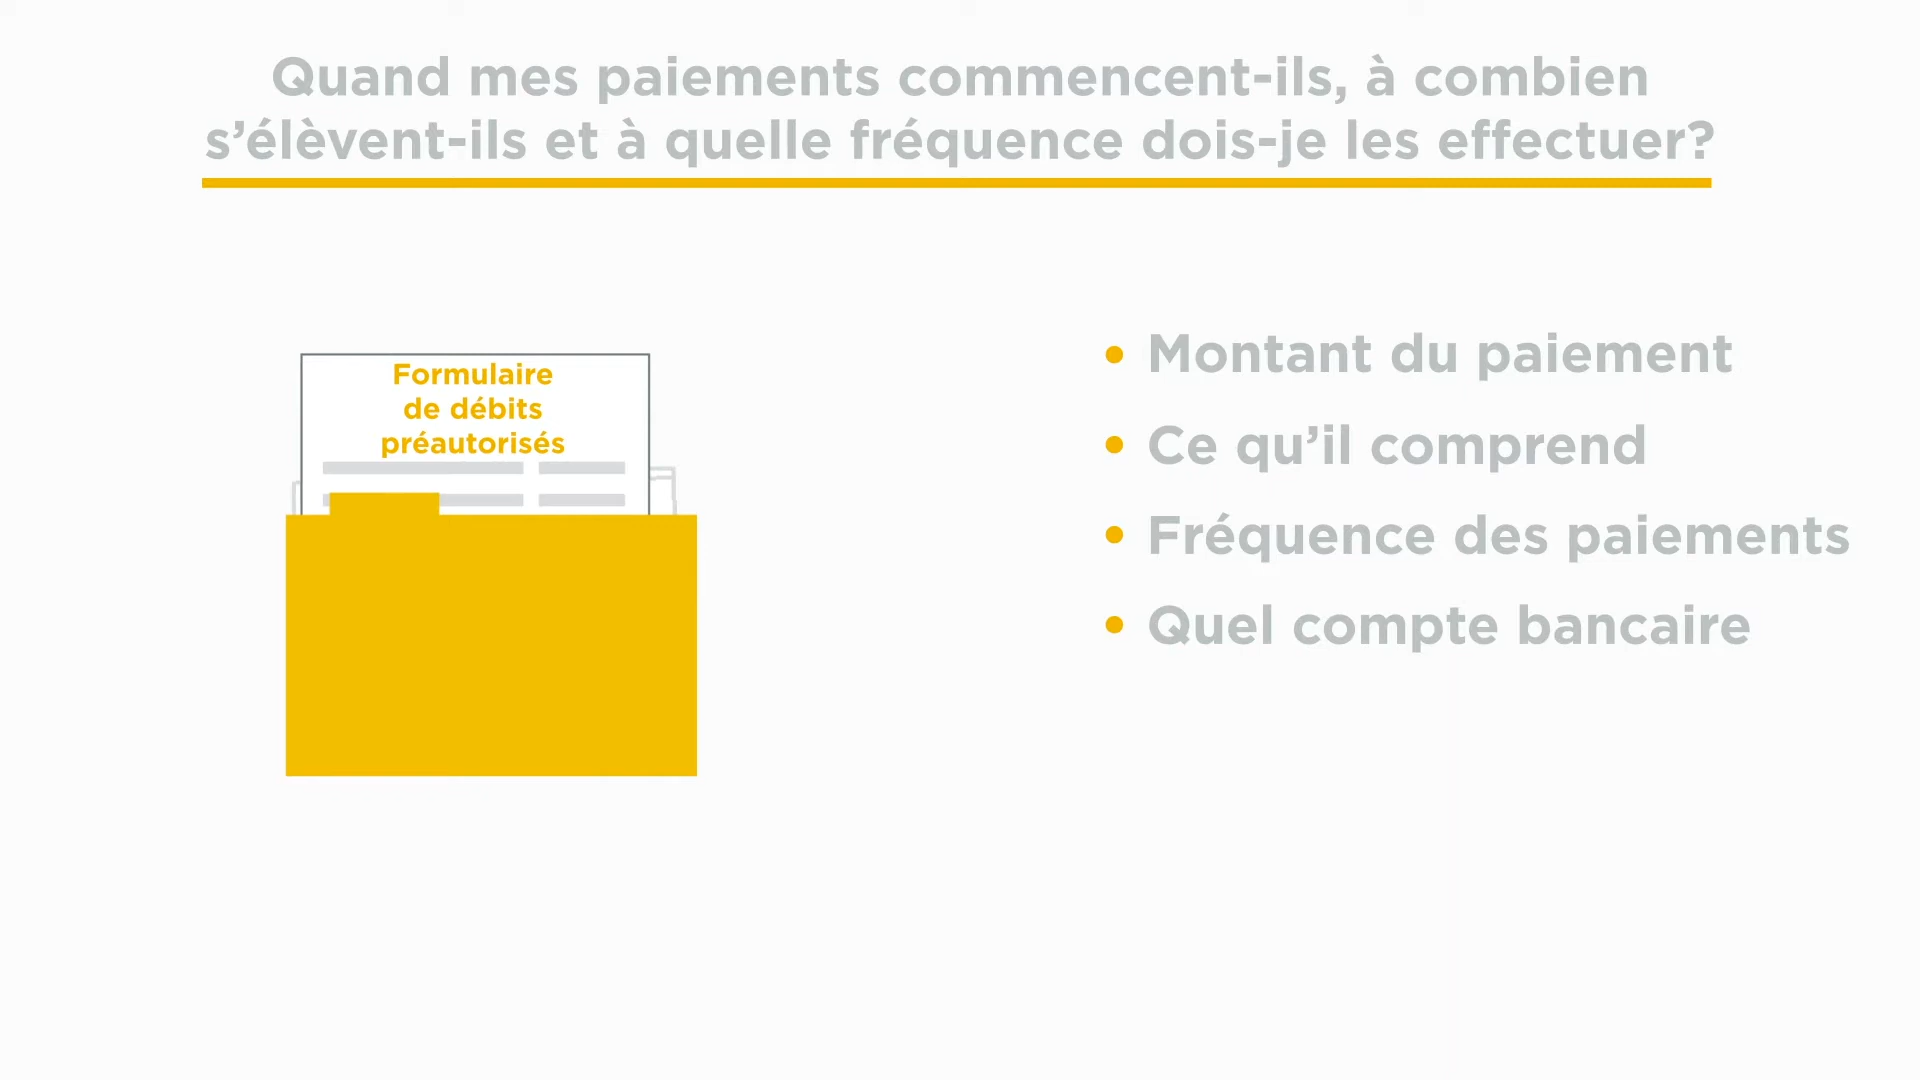 Quand mes paiements commencent-ils, à combien
s’élèvent-ils et à quelle fréquence dois-je les effectuer?
Formulaire
de débits
préautorisés
• Montant du paiement
• Ce qu’il comprend
• Fréquence des paiements
• Quel compte bancaire